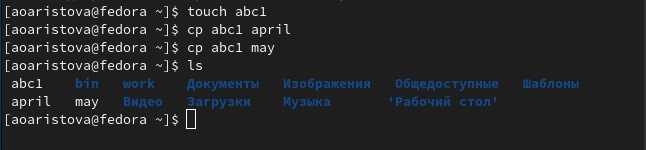 [aoaristova@fedora ~]$ touch abc1
[aoaristova@fedora ~]$ cp abc1 april
[aoaristova@fedora ~]$ cp abc1 may
[aoaristova@fedora ~]$ ls
abc1 bin work Документы Изображения Общедоступные Шаблоны
april may Видео Загрузки Музыка 'Рабочий стол'
[aoaristova@fedora ~]$